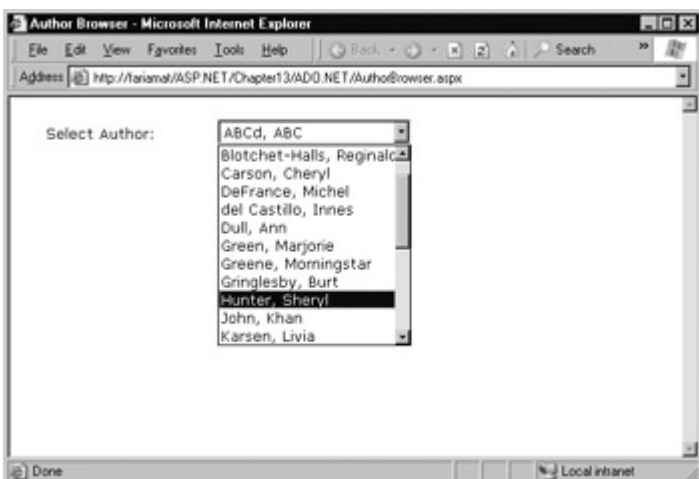 Author Browser - Microsoft Internet Explorer
File Edit View Favorites Tools Help Back Search »
Address http://fariamat/ASP.NET/Chapter13/ADO.NET/AuthorBrowser.aspx
Select Author: ABCd, ABC
Blotchet-Halls, Reginald
Carson, Cheryl
DeFrance, Michel
del Castillo, Innes
Dull, Ann
Green, Marjorie
Greene, Morningstar
Gringlesby, Burt
Hunter, Sheryl
John, Khan
Karsen, Livia
Done Local intranet